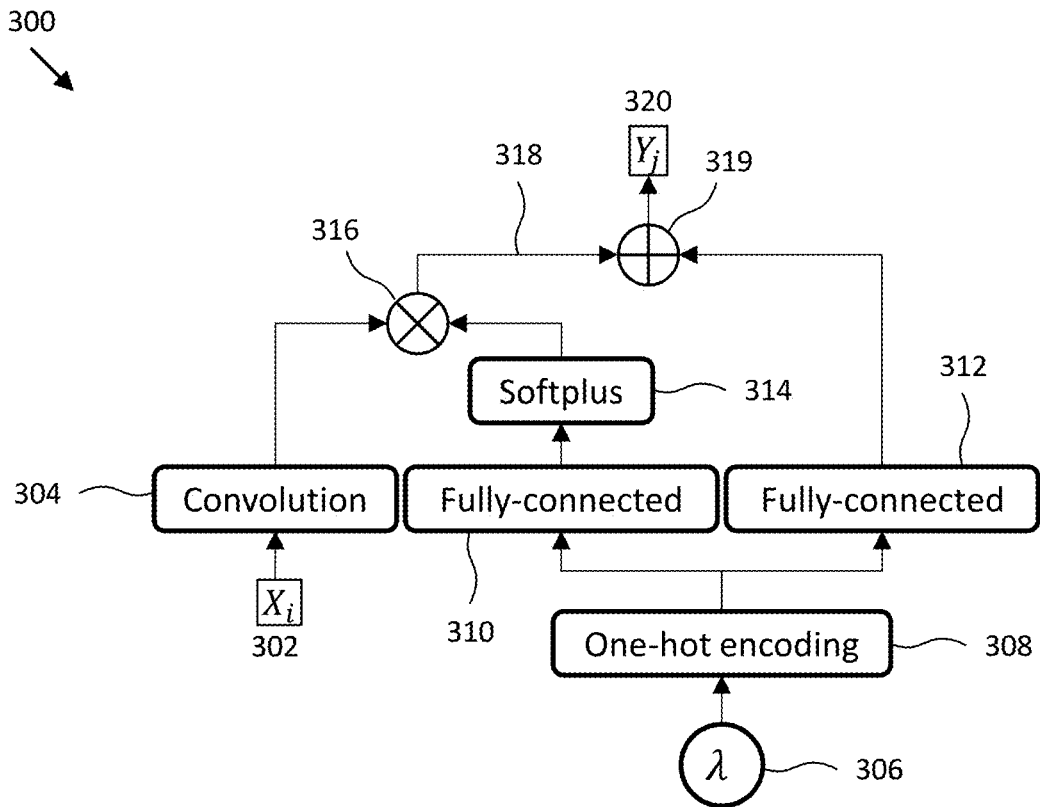 300
320
Y_j
318
319
316
312
Softplus
314
304
Convolution
Fully-connected
Fully-connected
X_i
302
310
One-hot encoding
308
λ
306